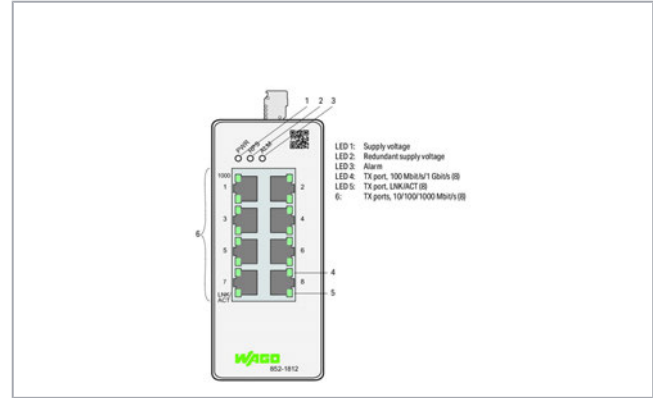 1 2 3
PWR RPS ALM
1000
1 2
3 4
6
5 6
7 8
4
LNK/
ACT
5
WAGO
852-1812
LED 1: Supply voltage
LED 2: Redundant supply voltage
LED 3: Alarm
LED 4: TX port, 100 Mbit/s/1 Gbit/s (8)
LED 5: TX port, LNK/ACT (8)
6: TX ports, 10/100/1000 Mbit/s (8)